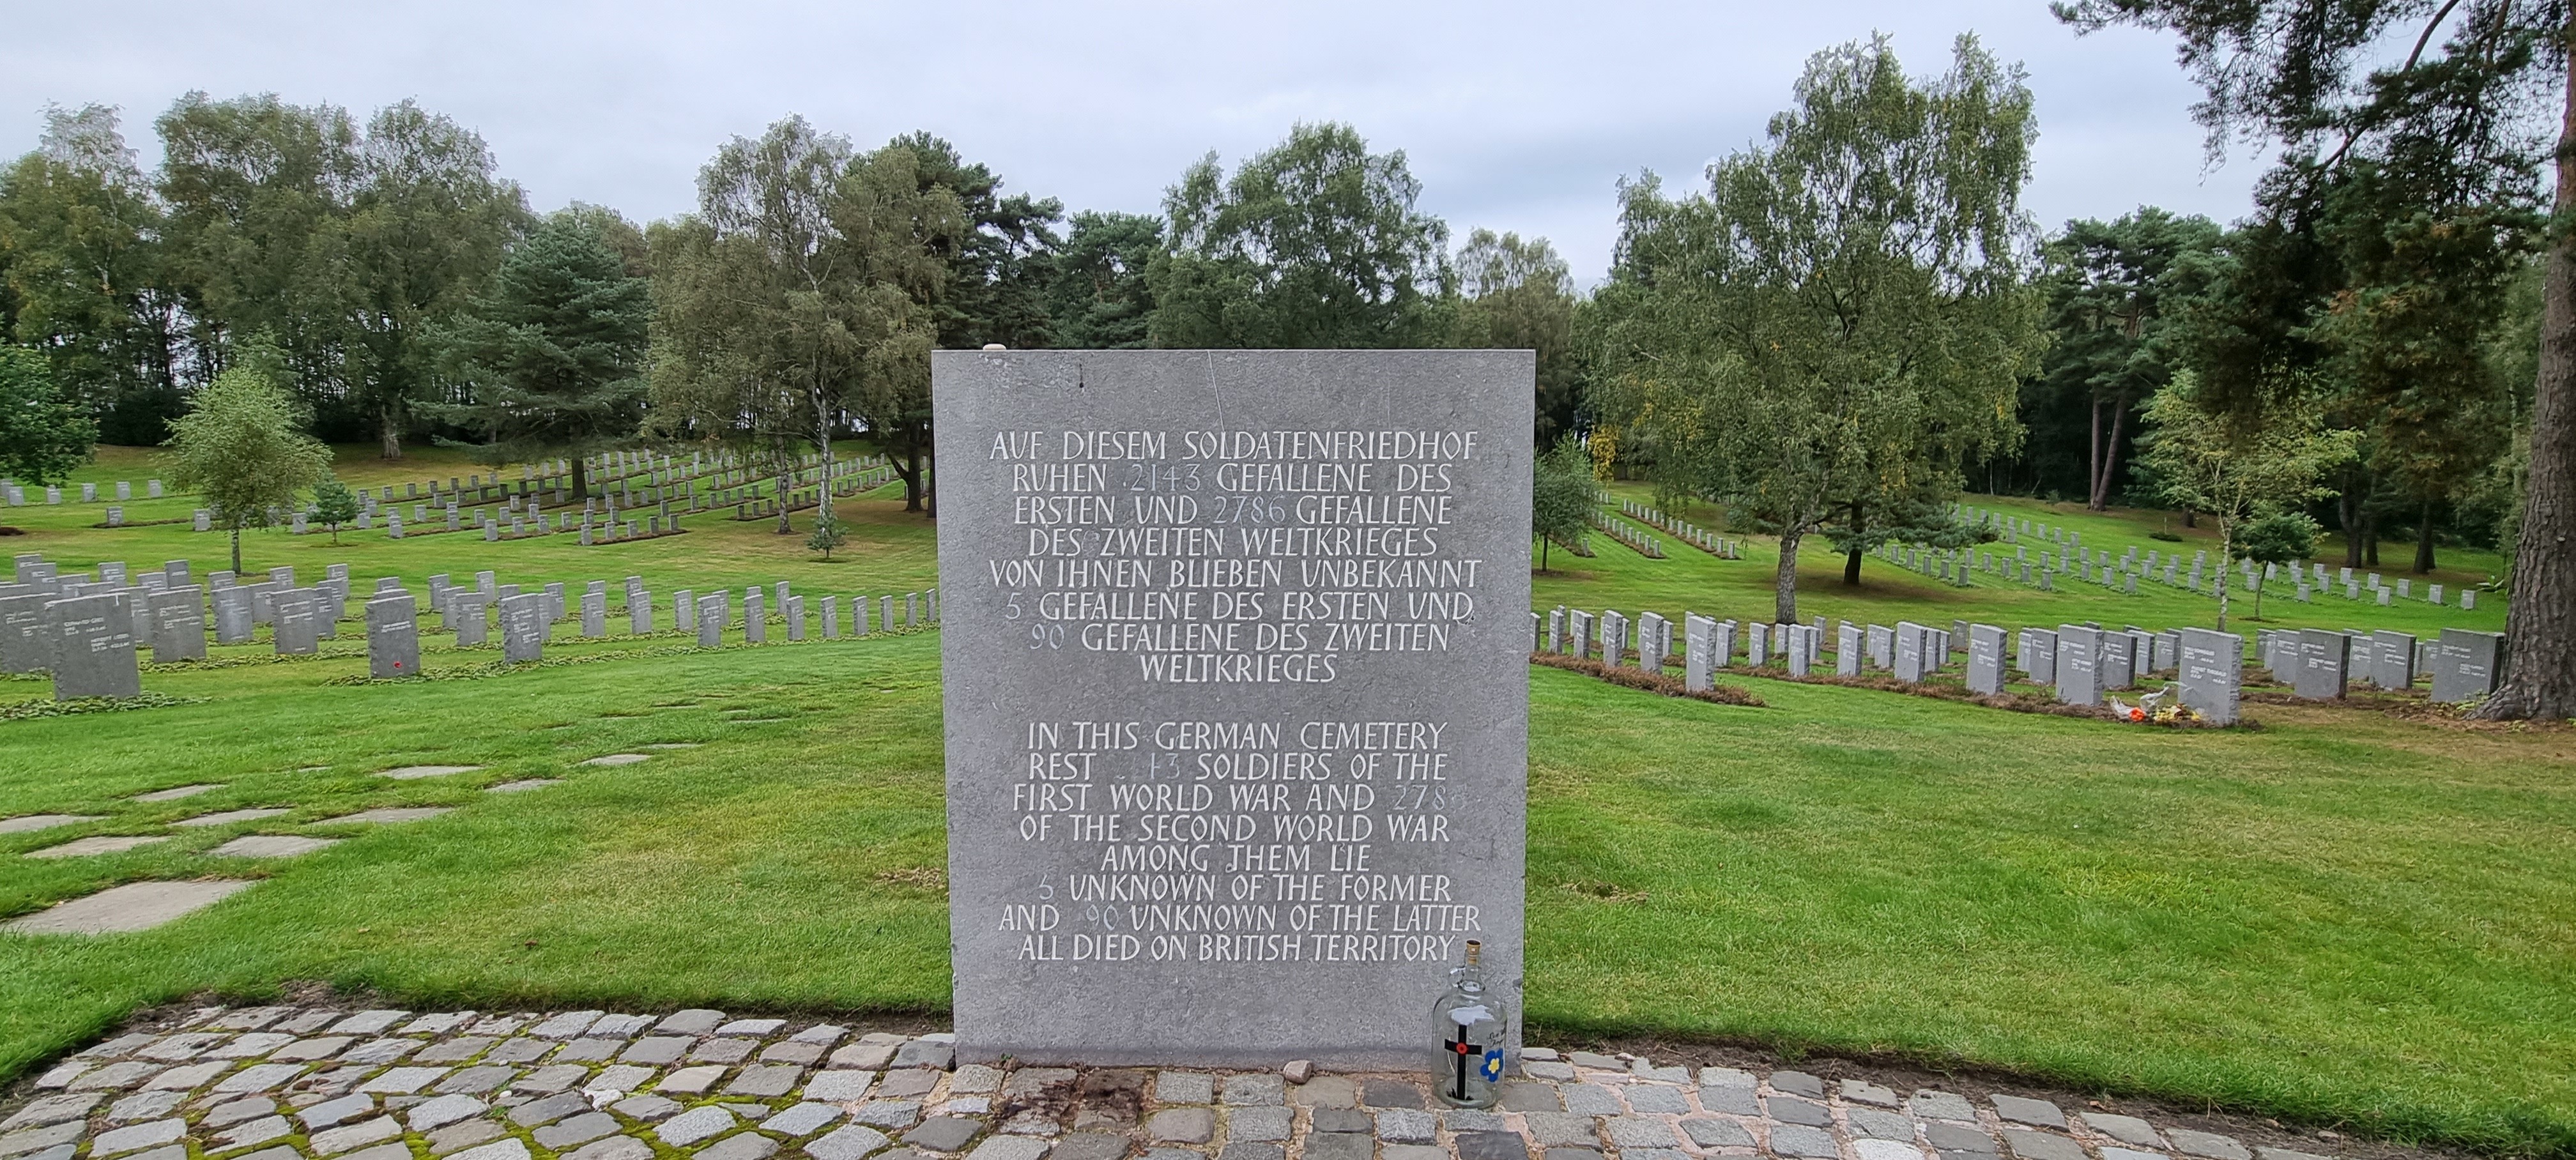 AUF DIESEM SOLDATENFRIEDHOF
RUHEN 2143 GEFALLENE DES
ERSTEN UND 2786 GEFALLENE
DES ZWEITEN WELTKRIEGES
VON IHNEN BLIEBEN UNBEKANNT
5 GEFALLENE DES ERSTEN UND
90 GEFALLENE DES ZWEITEN
WELTKRIEGES
IN THIS GERMAN CEMETERY
REST 2143 SOLDIERS OF THE
FIRST WORLD WAR AND 2786
OF THE SECOND WORLD WAR
AMONG THEM LIE
5 UNKNOWN OF THE FORMER
AND 90 UNKNOWN OF THE LATTER
ALL DIED ON BRITISH TERRITORY